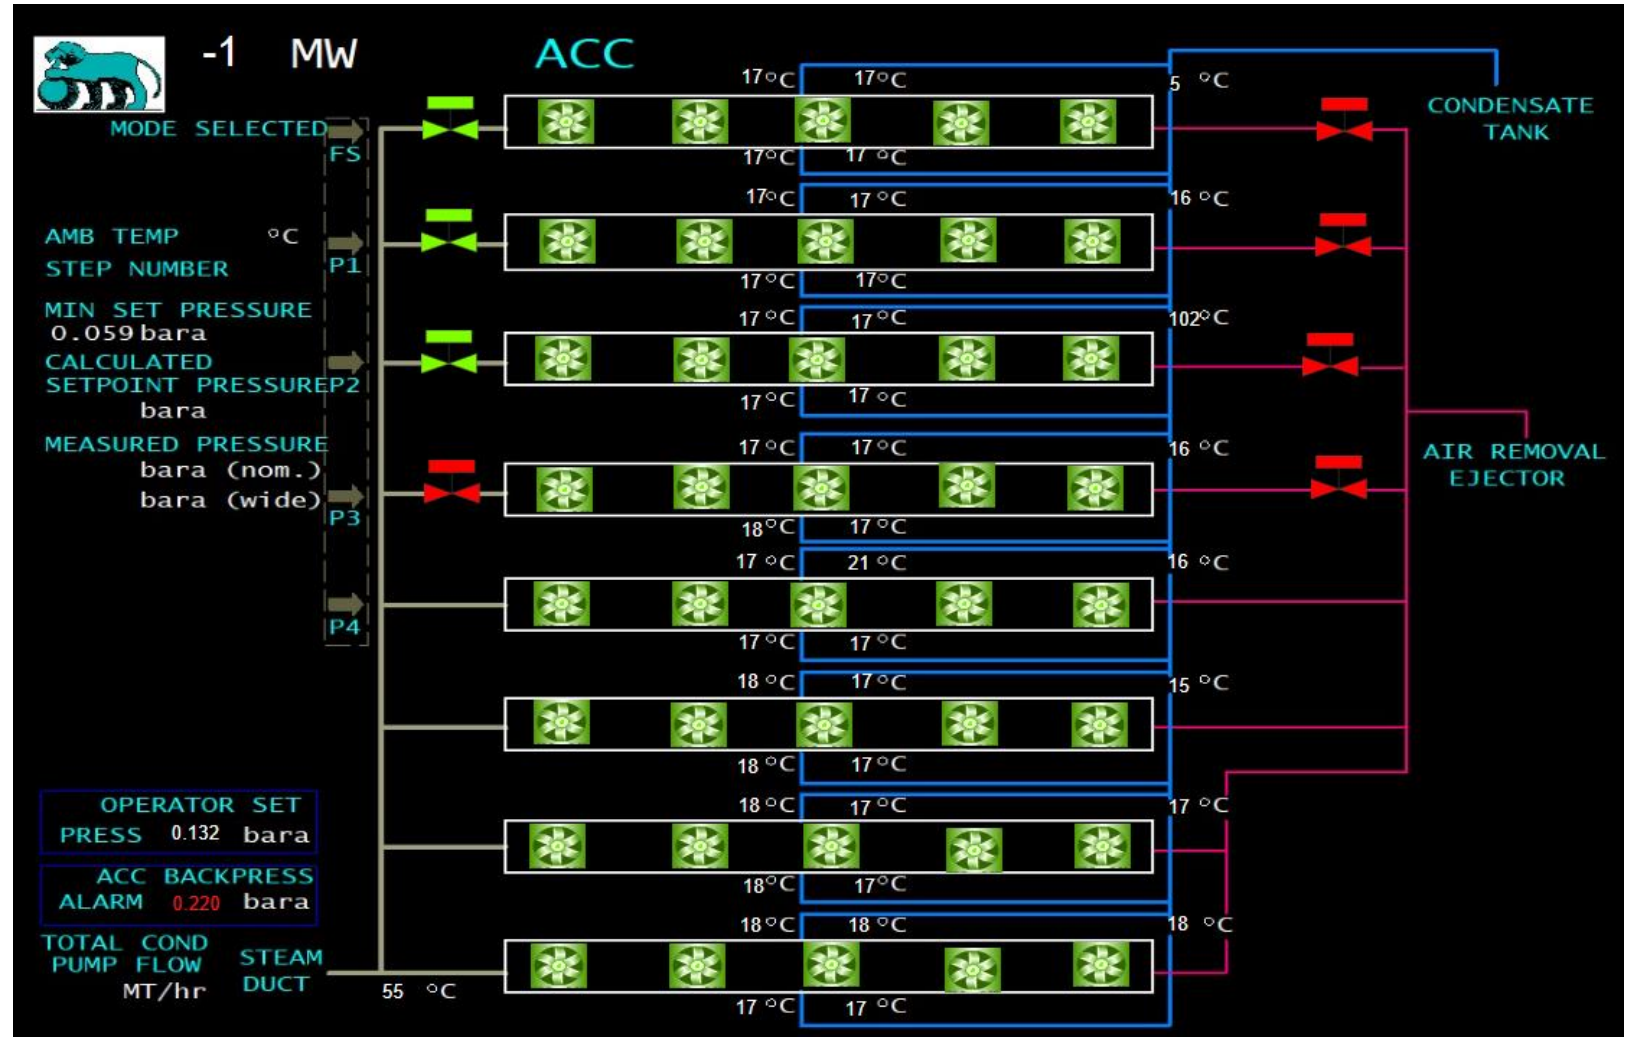 -1 MW ACC
17°C 17°C 5 °C
CONDENSATE
TANK
MODE SELECTED
FS
17°C 17 °C
17°C 17 °C 16 °C
AMB TEMP °C
P1
STEP NUMBER
17°C 17°C
MIN SET PRESSURE
17 °C 17 °C 102°C
0.059 bara
CALCULATED
SETPOINT PRESSURE P2
17°C 17 °C
bara
MEASURED PRESSURE
17°C 17 °C 16 °C
AIR REMOVAL
EJECTOR
bara (nom.)
bara (wide)
P3
18°C 17 °C
17 °C 21 °C 16 °C
P4
17 °C 17 °C
18 °C 17°C 15 °C
18 °C 17°C
OPERATOR SET
18 °C 17°C 17 °C
PRESS 0.132 bara
ACC BACKPRESS
18°C 17°C
ALARM 0.220 bara
18°C 18 °C 18 °C
TOTAL COND
PUMP FLOW
MT/hr
STEAM
DUCT
55 °C
17 °C 17 °C